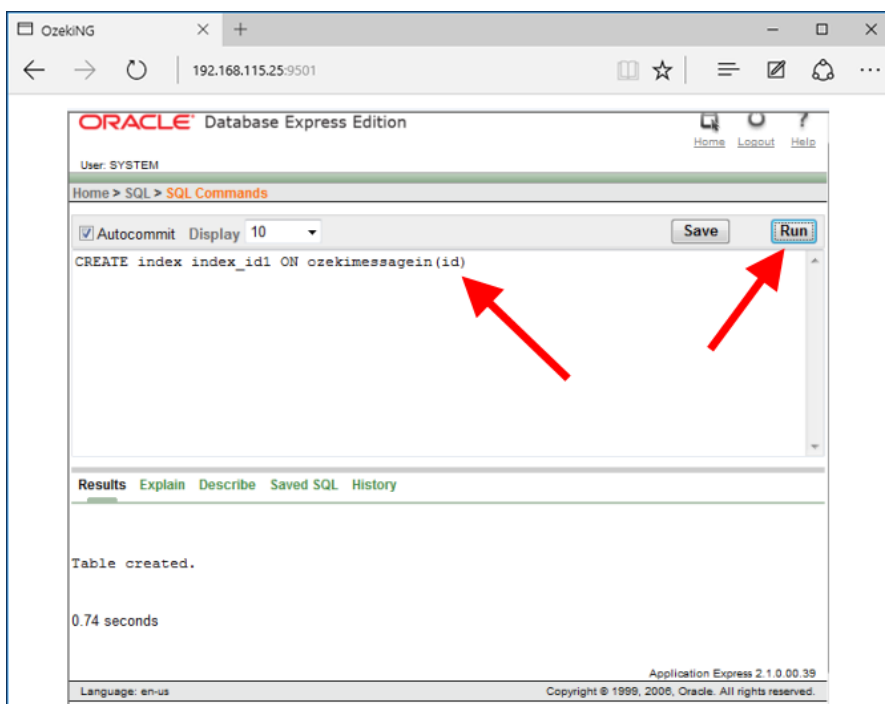 OzekiNG
192.168.115.25:9501
ORACLE Database Express Edition
Home Logout Help
User: SYSTEM
Home > SQL > SQL Commands
Autocommit Display 10 Save Run
CREATE index index_id1 ON ozekimessagein(id)
Results Explain Describe Saved SQL History
Table created.
0.74 seconds
Application Express 2.1.0.00.39
Language: en-us Copyright © 1999, 2006, Oracle. All rights reserved.